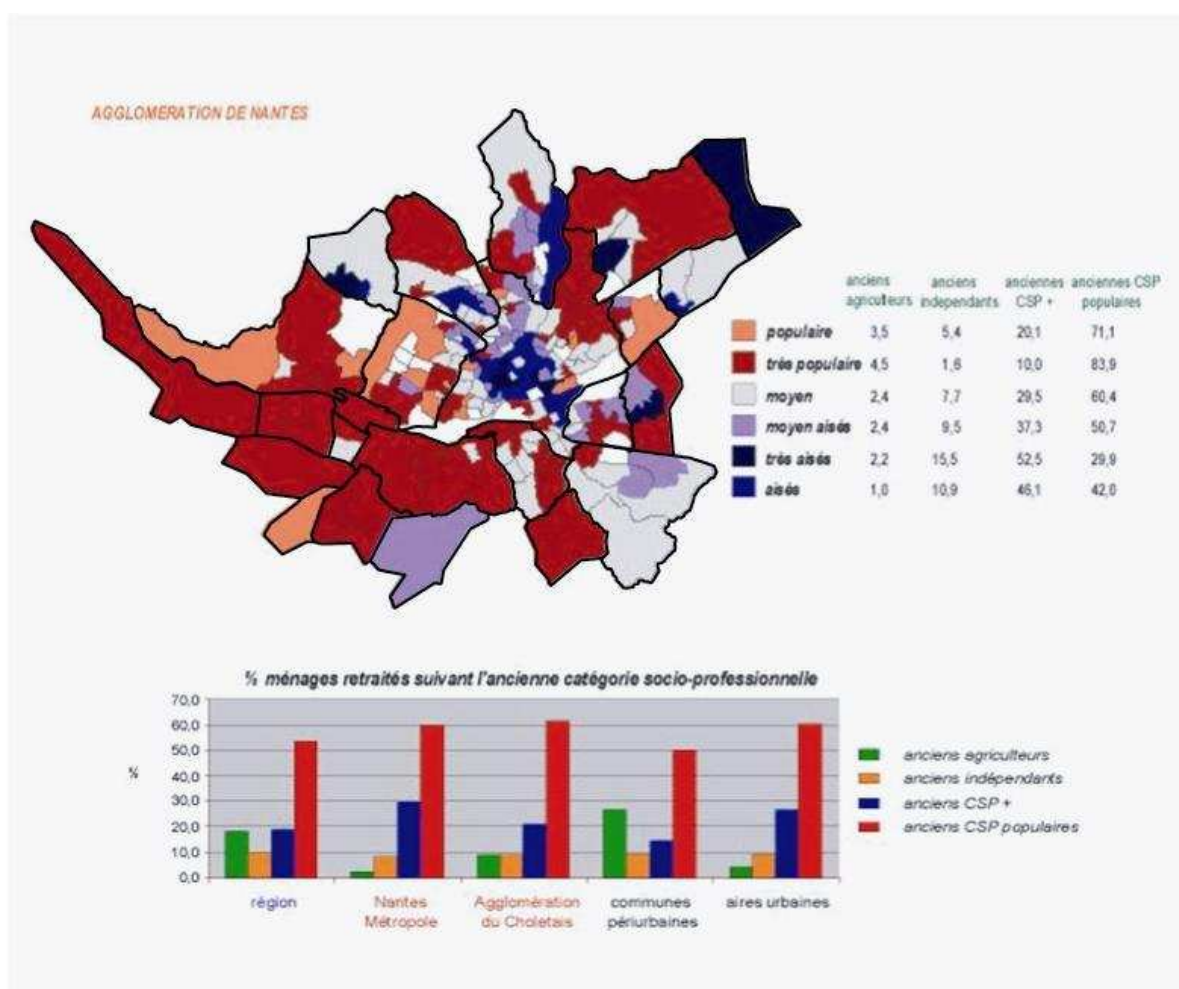 AGGLOMERATION DE NANTES
anciens agriculteurs anciens independants anciennes CSP + anciennes CSP populaires
populaire 3,5 5,4 20,1 71,1
très populaire 4,5 1,6 10,0 83,9
moyen 2,4 7,7 29,5 60,4
moyen aisés 2,4 9,5 37,3 50,7
très aisés 2,2 15,5 52,5 29,9
aisés 1,0 10,9 46,1 42,0
% ménages retraités suivant l'ancienne catégorie socio-professionnelle
70,0
60,0
50,0
40,0
30,0
20,0
10,0
0,0
%
région
Nantes Métropole
Agglomération du Choletais
communes périurbaines
aires urbaines
anciens agriculteurs
anciens indépendants
anciens CSP +
anciens CSP populaires